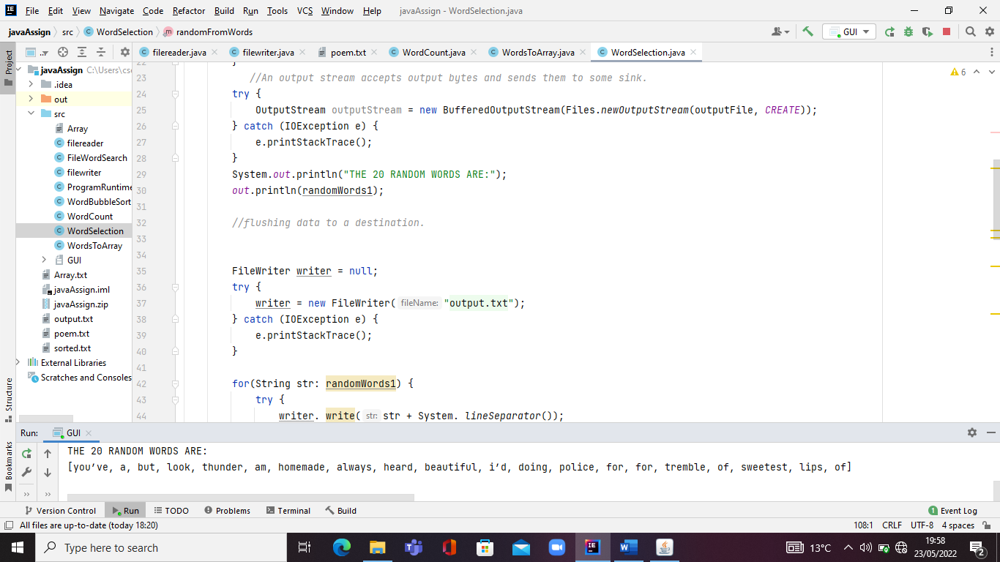 File Edit View Navigate Code Refactor Build Run Tools VCS Window Help javaAssign - WordSelection.java
javaAssign src WordSelection randomFromWords GUI
filereader.java filewriter.java poem.txt WordCount.java WordsToArray.java WordSelection.java
Project
javaAssign C:\Users\cs
.idea
out
src
Array
filereader
FileWordSearch
filewriter
ProgramRuntime
WordBubbleSort
WordCount
WordSelection
WordsToArray
GUI
Array.txt
javaAssign.iml
javaAssign.zip
output.txt
poem.txt
sorted.txt
External Libraries
Scratches and Consoles
Structure
Bookmarks
6
22 }
23 //An output stream accepts output bytes and sends them to some sink.
24 try {
25 OutputStream outputStream = new BufferedOutputStream(Files.newOutputStream(outputFile, CREATE));
26 } catch (IOException e) {
27 e.printStackTrace();
28 }
29 System.out.println("THE 20 RANDOM WORDS ARE:");
30 out.println(randomWords1);
31
32 //flushing data to a destination.
33
34
35 FileWriter writer = null;
36 try {
37 writer = new FileWriter( fileName: "output.txt");
38 } catch (IOException e) {
39 e.printStackTrace();
40 }
41
42 for(String str: randomWords1) {
43 try {
44 writer. write( str: str + System. lineSeparator());
Run: GUI
THE 20 RANDOM WORDS ARE:
[you’ve, a, but, look, thunder, am, homemade, always, heard, beautiful, i’d, doing, police, for, for, tremble, of, sweetest, lips, of]
Version Control Run TODO Problems Terminal Build 1 Event Log
All files are up-to-date (today 18:20) 108:1 CRLF UTF-8 4 spaces
Type here to search 13°C 19:58
23/05/2022 2